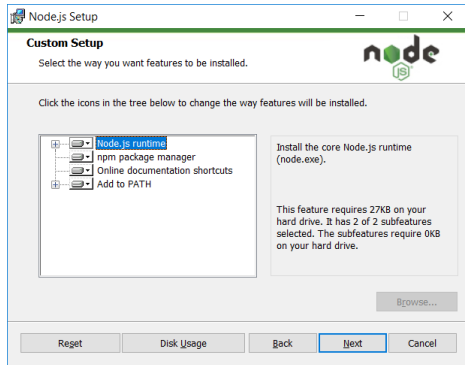 Node.js Setup
Custom Setup
Select the way you want features to be installed.
node
JS
Click the icons in the tree below to change the way features will be installed.
Node.js runtime
npm package manager
Online documentation shortcuts
Add to PATH
Install the core Node.js runtime
(node.exe).
This feature requires 27KB on your
hard drive. It has 2 of 2 subfeatures
selected. The subfeatures require 0KB
on your hard drive.
Browse...
Reset
Disk Usage
Back
Next
Cancel